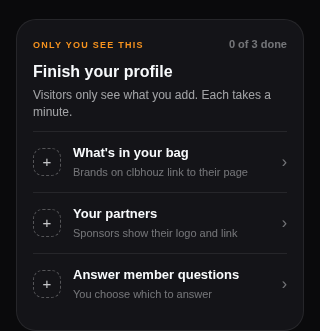 ONLY YOU SEE THIS 0 of 3 done
Finish your profile
Visitors only see what you add. Each takes a
minute.
What's in your bag
Brands on clbhouz link to their page
Your partners
Sponsors show their logo and link
Answer member questions
You choose which to answer